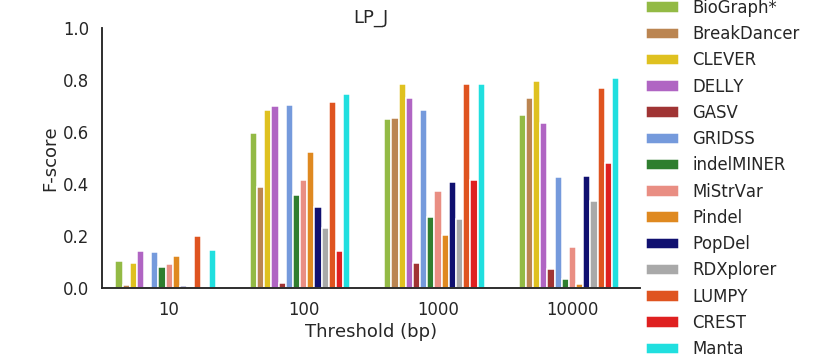 LP_J
1.0
0.8
0.6
0.4
0.2
0.0
F-score
10
100
1000
10000
Threshold (bp)
BioGraph*
BreakDancer
CLEVER
DELLY
GASV
GRIDSS
indelMINER
MiStrVar
Pindel
PopDel
RDXplorer
LUMPY
CREST
Manta